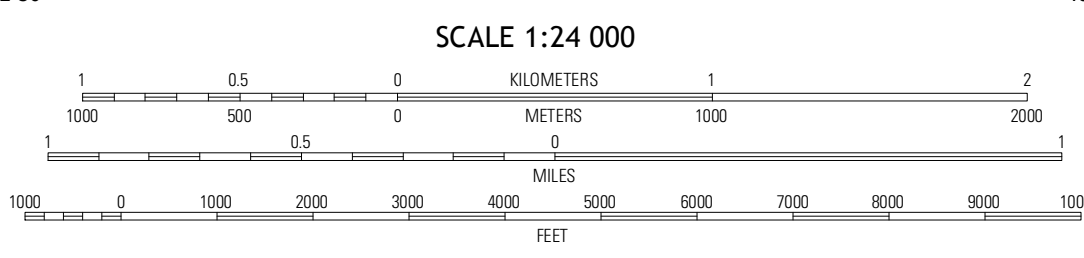 SCALE 1:24 000
1 0.5 0 KILOMETERS 1 2
1000 500 0 METERS 1000 2000
1 0.5 0 1
MILES
1000 0 1000 2000 3000 4000 5000 6000 7000 8000 9000 100
FEET